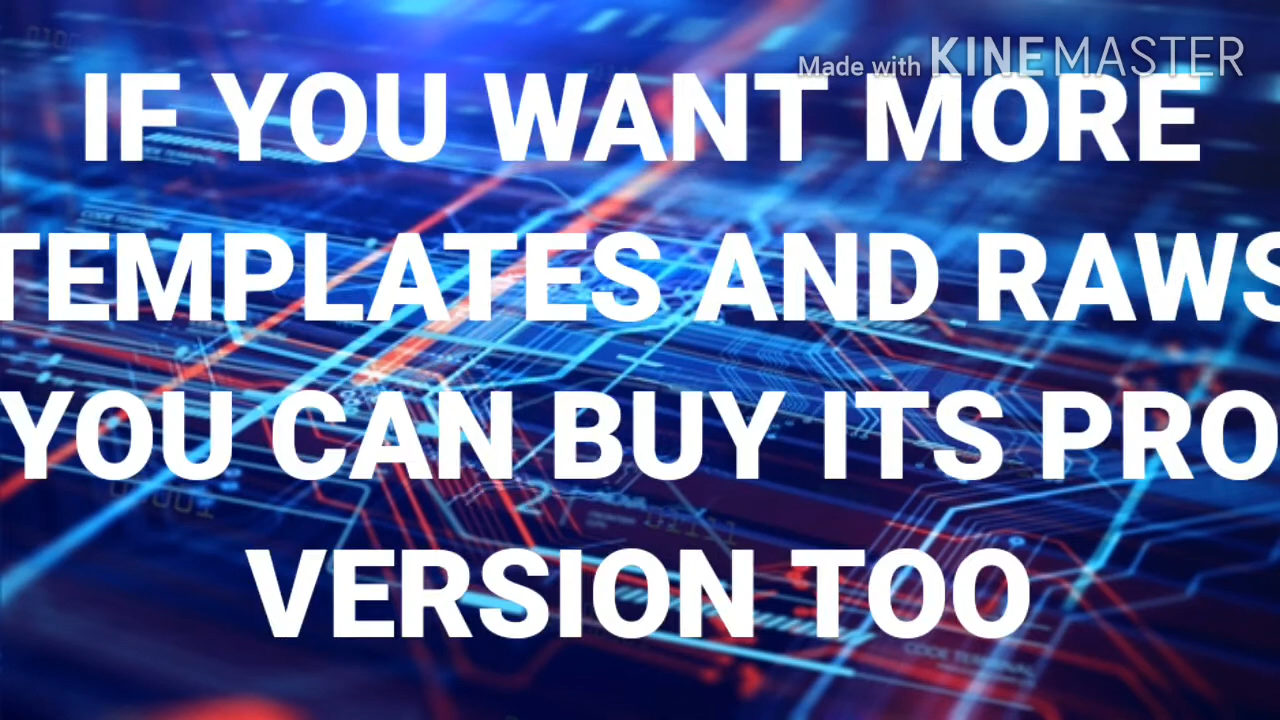 Made with KINEMASTER
IF YOU WANT MORE
TEMPLATES AND RAWS
YOU CAN BUY ITS PRO
VERSION TOO